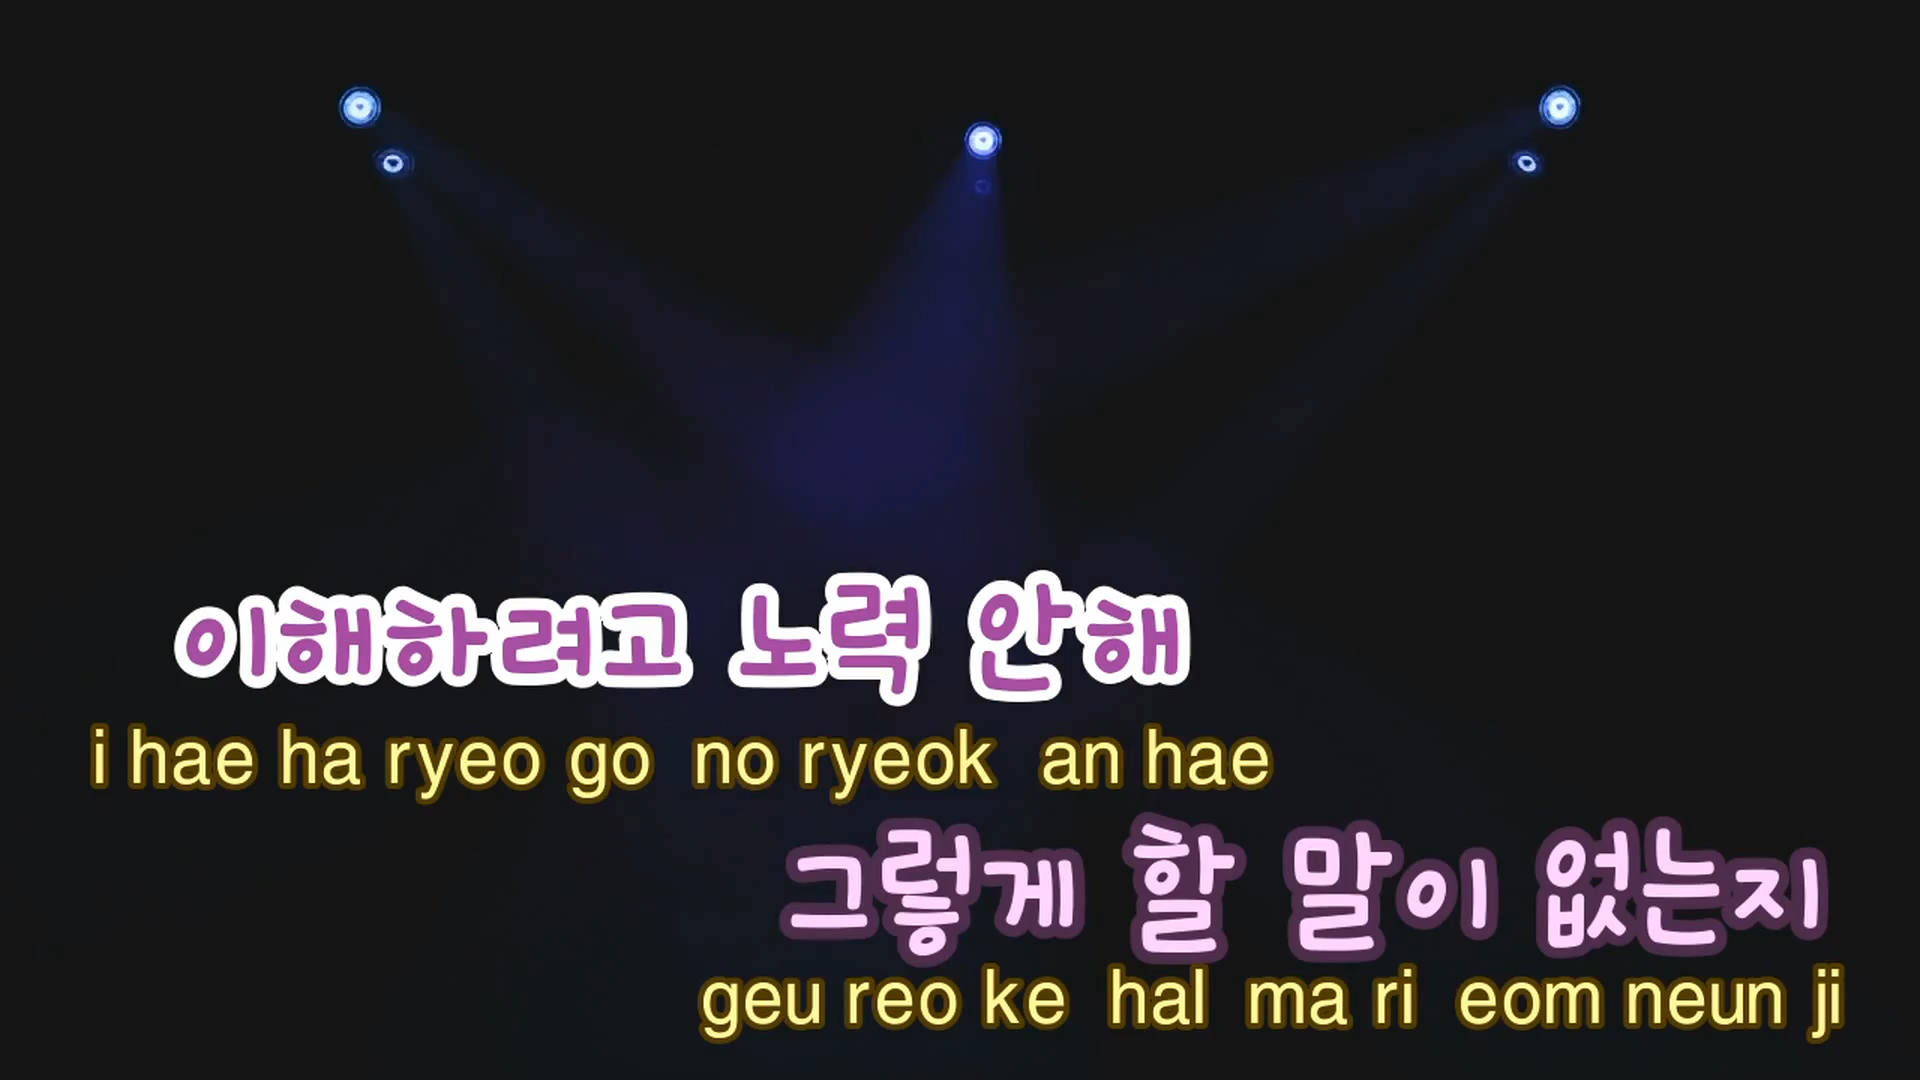 이해하려고 노력 안해
i hae ha ryeo go no ryeok an hae
그렇게 할 말이 없는지
geu reo ke hal ma ri eom neun ji